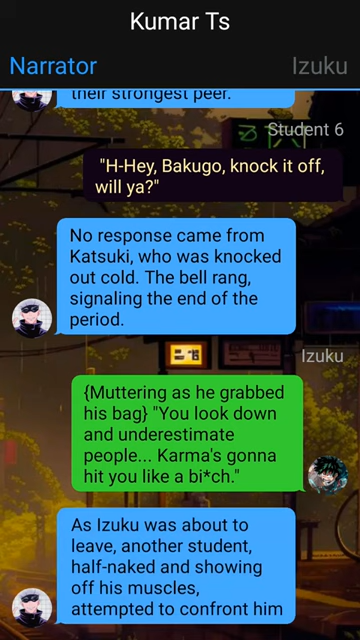 Kumar Ts
Narrator
Izuku
their strongest peer.
Student 6
"H-Hey, Bakugo, knock it off,
will ya?"
No response came from
Katsuki, who was knocked
out cold. The bell rang,
signaling the end of the
period.
Izuku
{Muttering as he grabbed
his bag} "You look down
and underestimate
people... Karma's gonna
hit you like a bi*ch."
As Izuku was about to
leave, another student,
half-naked and showing
off his muscles,
attempted to confront him